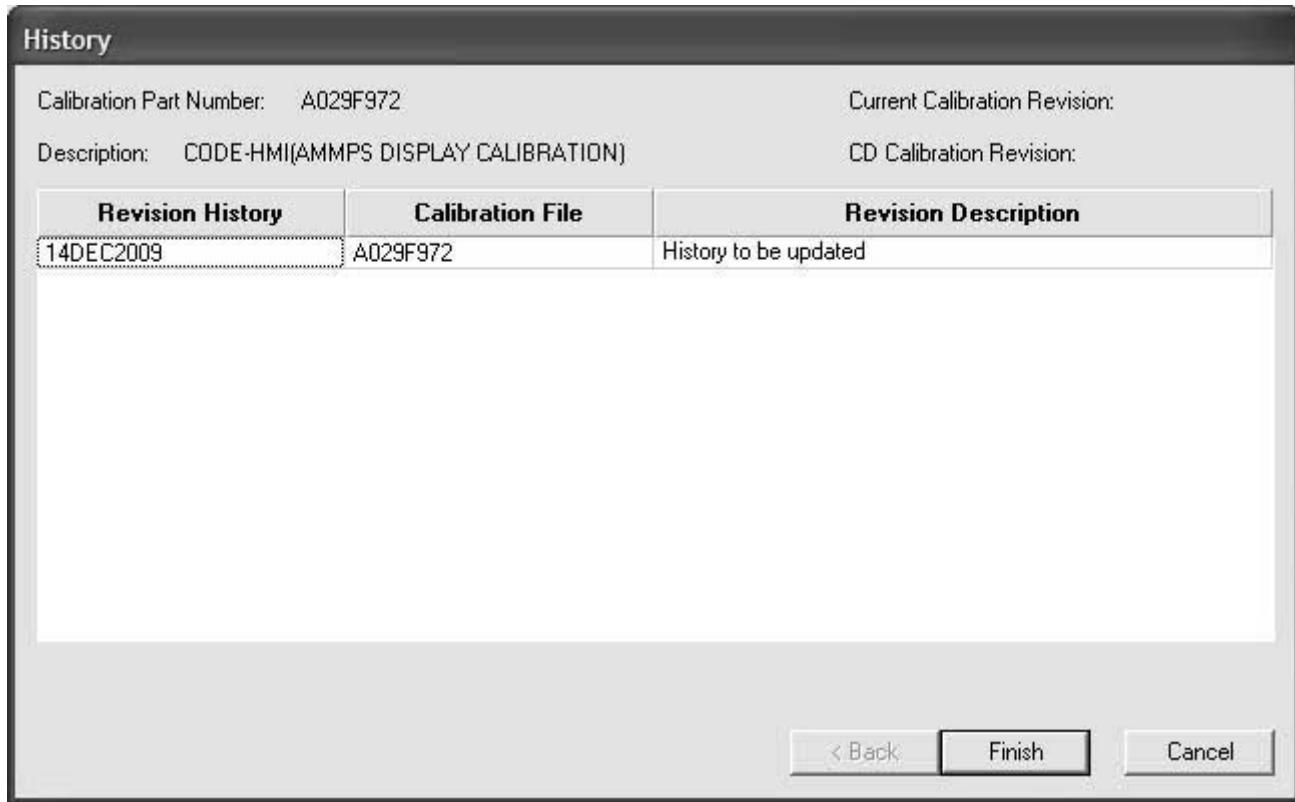 History
Calibration Part Number: A029F972 Current Calibration Revision:
Description: CODE-HMI(AMMPS DISPLAY CALIBRATION) CD Calibration Revision:
Revision History Calibration File Revision Description
14DEC2009 A029F972 History to be updated
< Back Finish Cancel